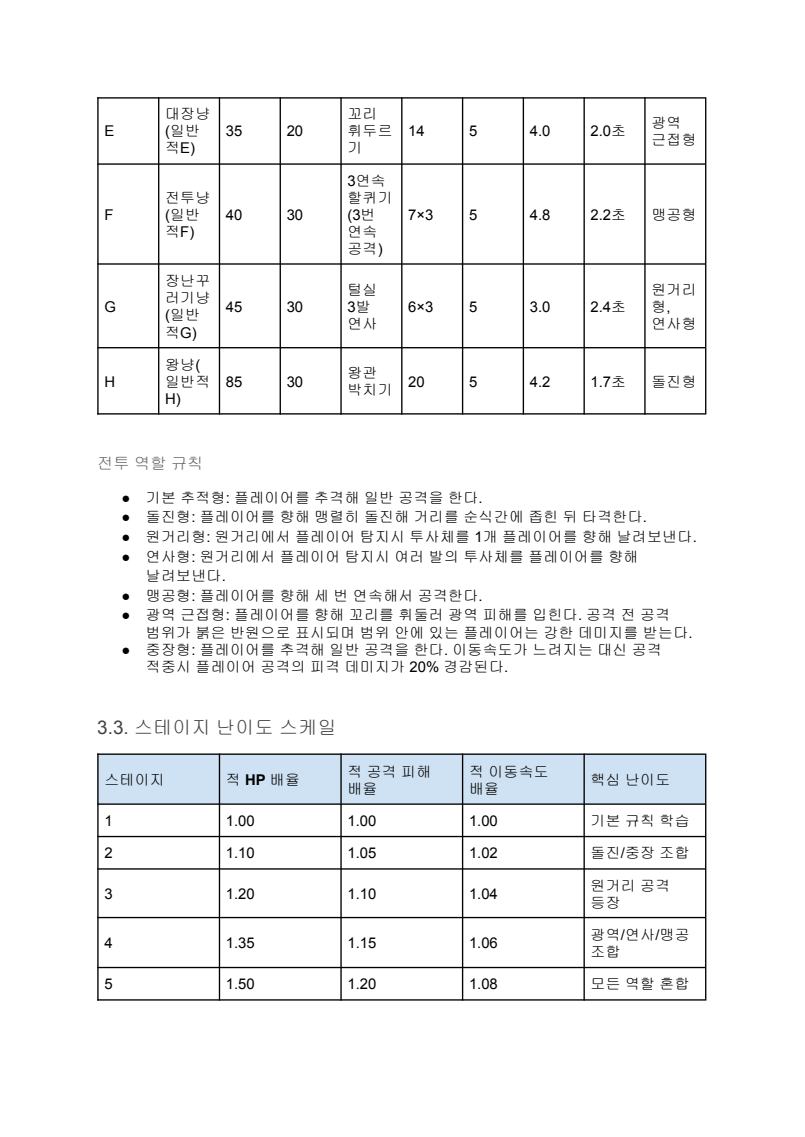 E 대장냥 (일반적E) 35 20 꼬리 휘두르기 14 5 4.0 2.0초 광역 근접형
F 전투냥 (일반적F) 40 30 3연속 할퀴기 (3번 연속 공격) 7×3 5 4.8 2.2초 맹공형
G 장난꾸러기냥 (일반적G) 45 30 털실 3발 연사 6×3 5 3.0 2.4초 원거리형, 연사형
H 왕냥(일반적H) 85 30 왕관 박치기 20 5 4.2 1.7초 돌진형
전투 역할 규칙
● 기본 추적형: 플레이어를 추격해 일반 공격을 한다.
● 돌진형: 플레이어를 향해 맹렬히 돌진해 거리를 순식간에 좁힌 뒤 타격한다.
● 원거리형: 원거리에서 플레이어 탐지시 투사체를 1개 플레이어를 향해 날려보낸다.
● 연사형: 원거리에서 플레이어 탐지시 여러 발의 투사체를 플레이어를 향해
날려보낸다.
● 맹공형: 플레이어를 향해 세 번 연속해서 공격한다.
● 광역 근접형: 플레이어를 향해 꼬리를 휘둘러 광역 피해를 입힌다. 공격 전 공격
범위가 붉은 반원으로 표시되며 범위 안에 있는 플레이어는 강한 데미지를 받는다.
● 중장형: 플레이어를 추격해 일반 공격을 한다. 이동속도가 느려지는 대신 공격
적중시 플레이어 공격의 피격 데미지가 20% 경감된다.
3.3. 스테이지 난이도 스케일
스테이지 적 HP 배율 적 공격 피해 배율 적 이동속도 배율 핵심 난이도
1 1.00 1.00 1.00 기본 규칙 학습
2 1.10 1.05 1.02 돌진/중장 조합
3 1.20 1.10 1.04 원거리 공격 등장
4 1.35 1.15 1.06 광역/연사/맹공 조합
5 1.50 1.20 1.08 모든 역할 혼합